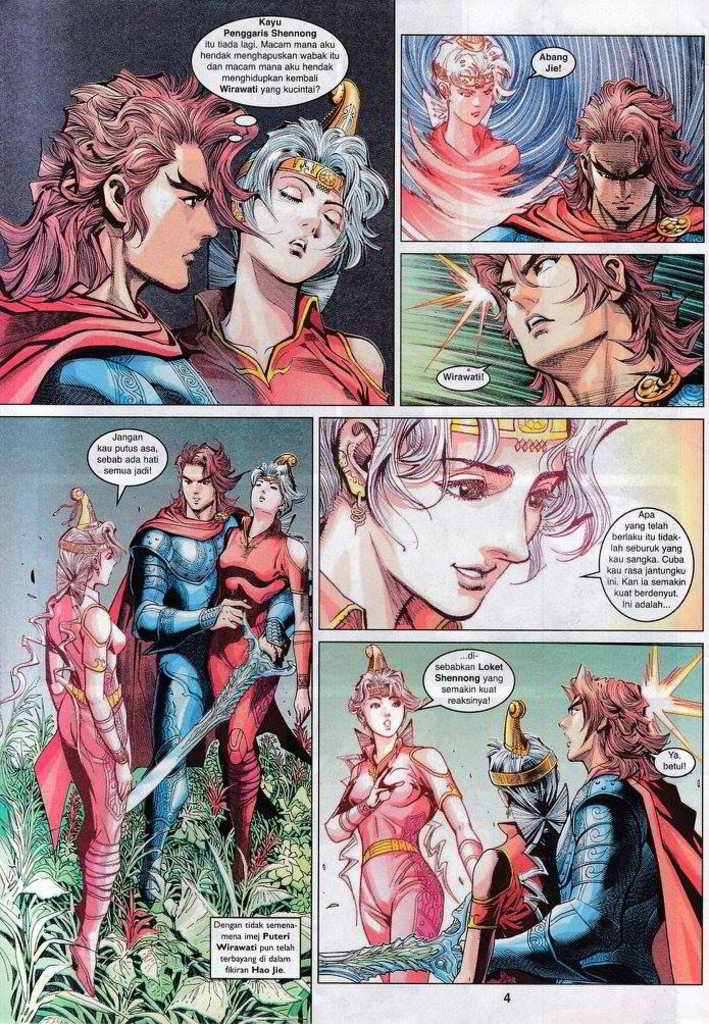 Kayu
Penggaris Shennong
itu tiada lagi. Macam mana aku
hendak menghapuskan wabak itu
dan macam mana aku hendak
menghidupkan kembali
Wirawati yang kucintai?
Abang
Jie!
Wirawati!
Jangan
kau putus asa,
sebab ada hati
semua jadi!
Dengan tidak semena-
mena imej Puteri
Wirawati pun telah
terbayang di dalam
fikiran Hao Jie.
Apa
yang telah
berlaku itu tidak-
lah seburuk yang
kau sangka. Cuba
kau rasa jantungku
ini. Kan ia semakin
kuat berdenyut.
Ini adalah...
...di-
sebabkan Loket
Shennong yang
semakin kuat
reaksinya!
Ya,
betul!
4